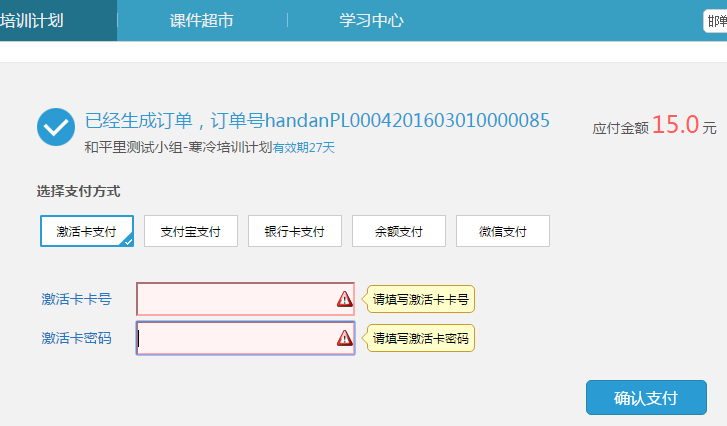 培训计划 课件超市 学习中心 邯郸
已经生成订单，订单号handanPL0004201603010000085
应付金额 15.0 元
和平里测试小组-寒冷培训计划有效期27天
选择支付方式
激活卡支付 支付宝支付 银行卡支付 余额支付 微信支付
激活卡卡号 请填写激活卡卡号
激活卡密码 请填写激活卡密码
确认支付